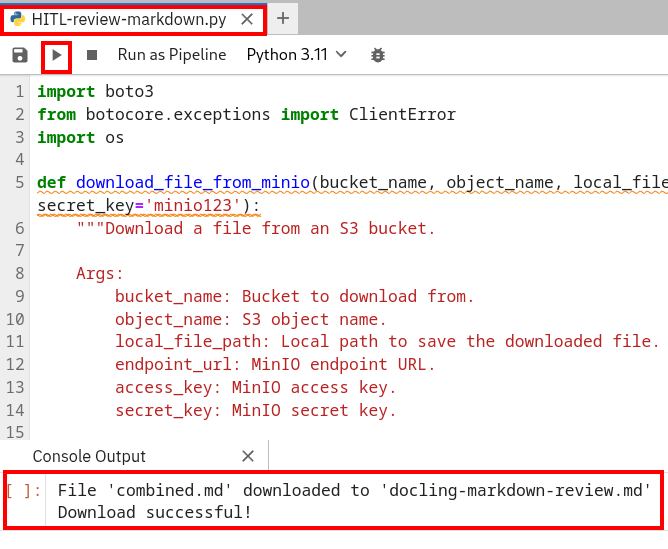 HITL-review-markdown.py
Run as Pipeline Python 3.11
1 import boto3
2 from botocore.exceptions import ClientError
3 import os
4
5 def download_file_from_minio(bucket_name, object_name, local_file
secret_key='minio123'):
6 """Download a file from an S3 bucket.
7
8 Args:
9 bucket_name: Bucket to download from.
10 object_name: S3 object name.
11 local_file_path: Local path to save the downloaded file.
12 endpoint_url: MinIO endpoint URL.
13 access_key: MinIO access key.
14 secret_key: MinIO secret key.
15
Console Output
[ ]: File 'combined.md' downloaded to 'docling-markdown-review.md'
Download successful!